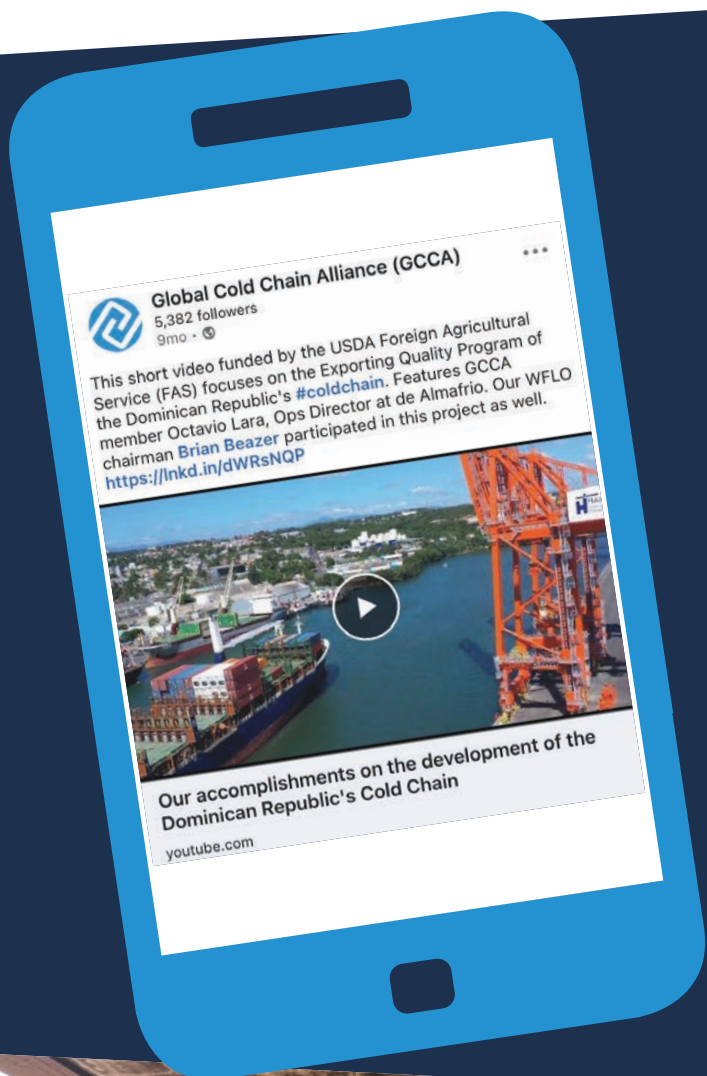 Global Cold Chain Alliance (GCCA)
5,382 followers
9mo •
This short video funded by the USDA Foreign Agricultural
Service (FAS) focuses on the Exporting Quality Program of
the Dominican Republic's #coldchain. Features GCCA
member Octavio Lara, Ops Director at de Almafrio. Our WFLO
chairman Brian Beazer participated in this project as well.
https://lnkd.in/dWRsNQP
Our accomplishments on the development of the
Dominican Republic's Cold Chain
youtube.com